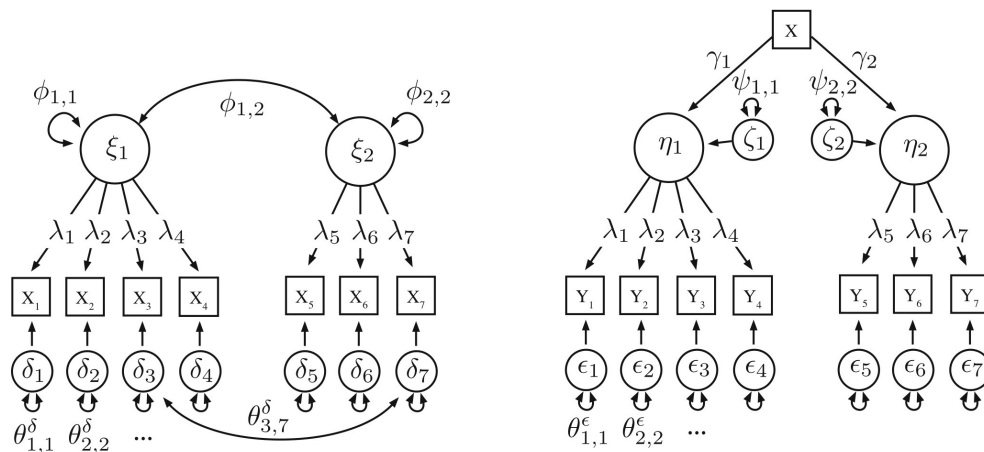 X
γ₁ γ₂
ϕ₁,₁ ϕ₁,₂ ϕ₂,₂ ψ₁,₁ ψ₂,₂
ξ₁ ξ₂ η₁ ζ₁ ζ₂ η₂
λ₁ λ₂ λ₃ λ₄ λ₅ λ₆ λ₇ λ₁ λ₂ λ₃ λ₄ λ₅ λ₆ λ₇
X₁ X₂ X₃ X₄ X₅ X₆ X₇ Y₁ Y₂ Y₃ Y₄ Y₅ Y₆ Y₇
δ₁ δ₂ δ₃ δ₄ δ₅ δ₆ δ₇ ϵ₁ ϵ₂ ϵ₃ ϵ₄ ϵ₅ ϵ₆ ϵ₇
θᵟ₁,₁ θᵟ₂,₂ ... θᵟ₃,₇ θᵋ₁,₁ θᵋ₂,₂ ...